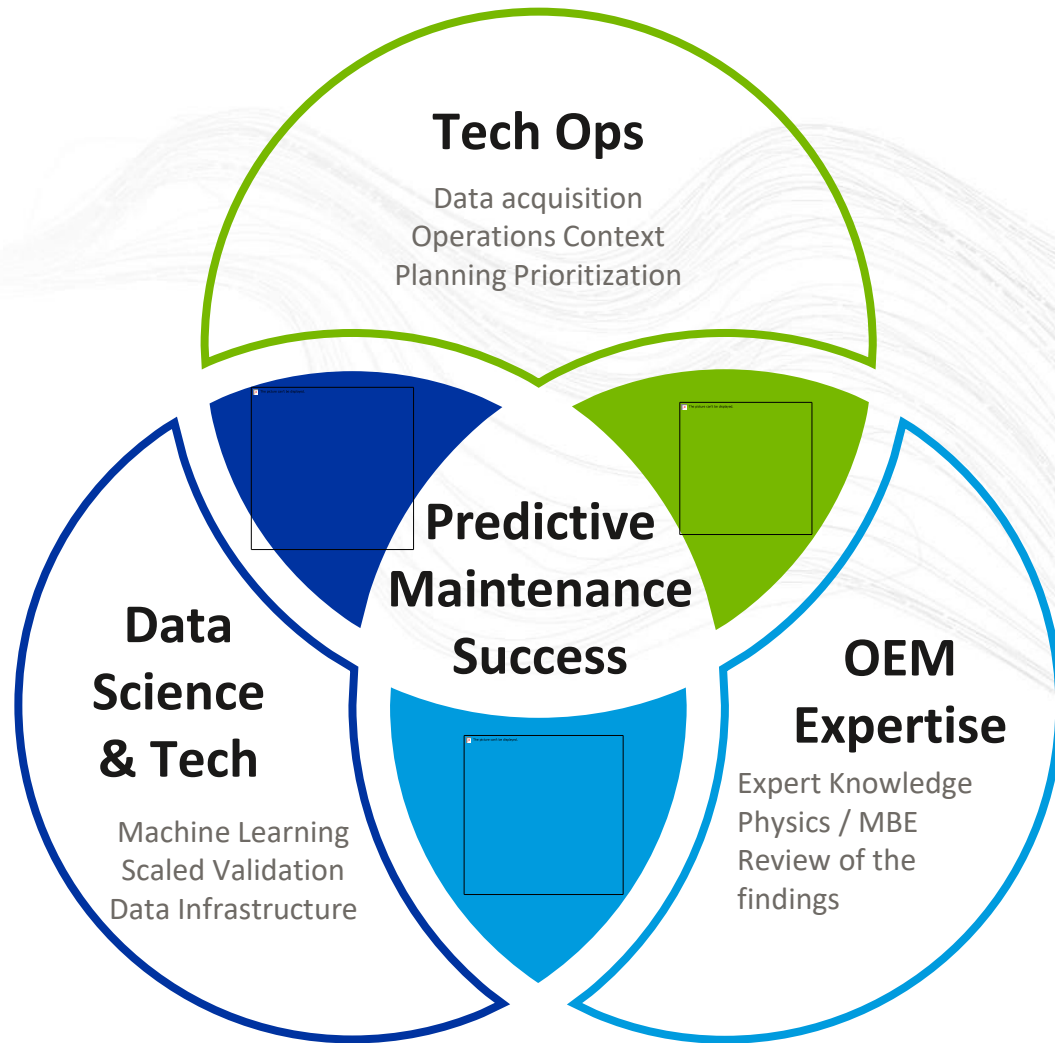 Tech Ops
Data acquisition
Operations Context
Planning Prioritization
Predictive
Maintenance
Success
Data
Science
& Tech
Machine Learning
Scaled Validation
Data Infrastructure
OEM
Expertise
Expert Knowledge
Physics / MBE
Review of the
findings